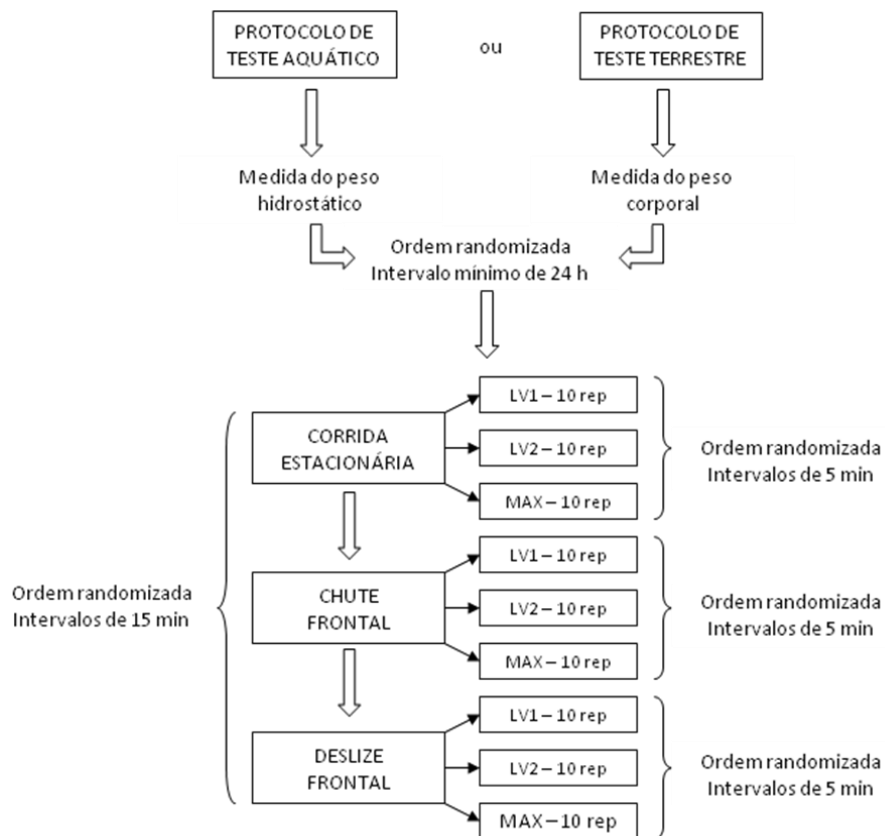 PROTOCOLO DE
TESTE AQUÁTICO
ou
PROTOCOLO DE
TESTE TERRESTRE
Medida do peso
hidrostático
Medida do peso
corporal
Ordem randomizada
Intervalo mínimo de 24 h
CORRIDA
ESTACIONÁRIA
LV1 – 10 rep
LV2 – 10 rep
MAX – 10 rep
Ordem randomizada
Intervalos de 5 min
Ordem randomizada
Intervalos de 15 min
CHUTE
FRONTAL
LV1 – 10 rep
LV2 – 10 rep
MAX – 10 rep
Ordem randomizada
Intervalos de 5 min
DESLIZE
FRONTAL
LV1 – 10 rep
LV2 – 10 rep
MAX – 10 rep
Ordem randomizada
Intervalos de 5 min